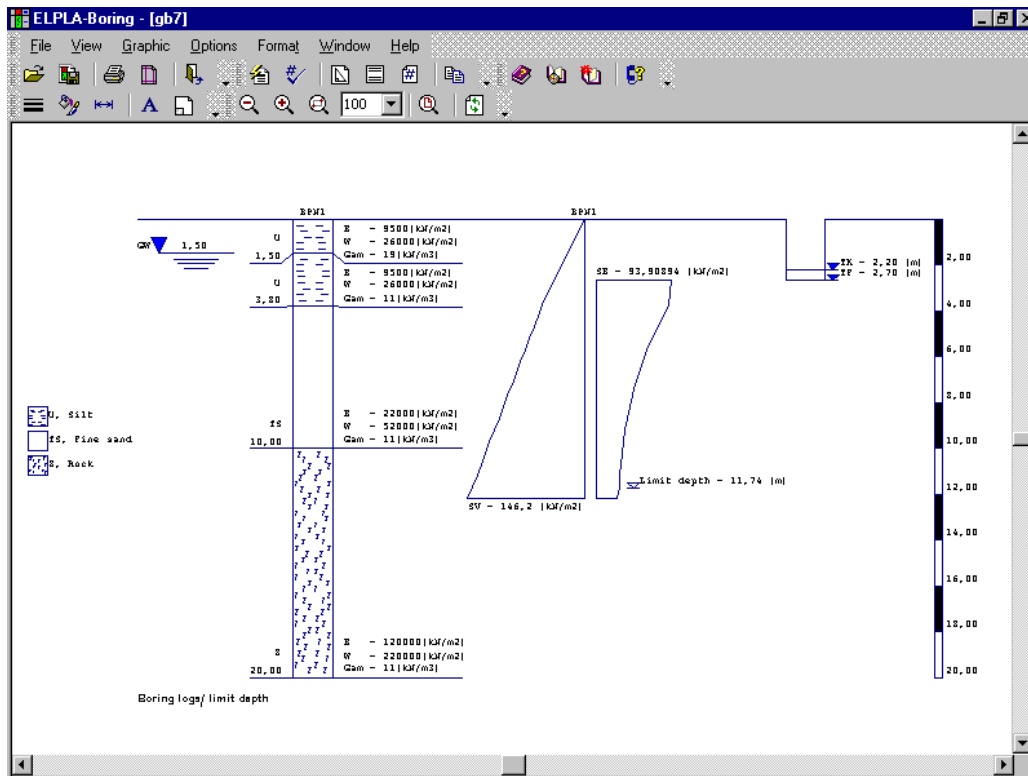 ELPLA-Boring - [gb7]
File View Graphic Options Format Window Help
100
BPN1 BPN1
GW 1,50
U
1,50
E - 9500[kN/m2]
W - 26000[kN/m2]
Gam - 19[kN/m3]
U
3,80
E - 9500[kN/m2]
W - 26000[kN/m2]
Gam - 11[kN/m3]
SE - 93,90894 [kN/m2]
TK - 2,20 [m]
TF - 2,70 [m]
2,00
4,00
6,00
8,00
10,00
12,00
14,00
16,00
18,00
20,00
U, Silt
fS, Fine sand
Z, Rock
fS
10,00
E - 22000[kN/m2]
W - 52000[kN/m2]
Gam - 11[kN/m3]
Limit depth - 11,74 [m]
SV - 146,2 [kN/m2]
Z
20,00
E - 120000[kN/m2]
W - 220000[kN/m2]
Gam - 11[kN/m3]
Boring logs/ limit depth